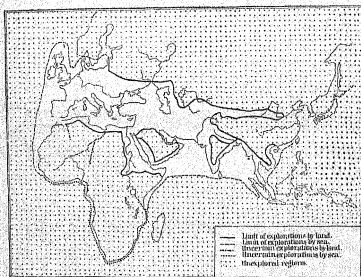 Limit of explorations by land.
Limit of explorations by sea.
Uncertain explorations by land.
Uncertain explorations by sea.
Unexplored regions.